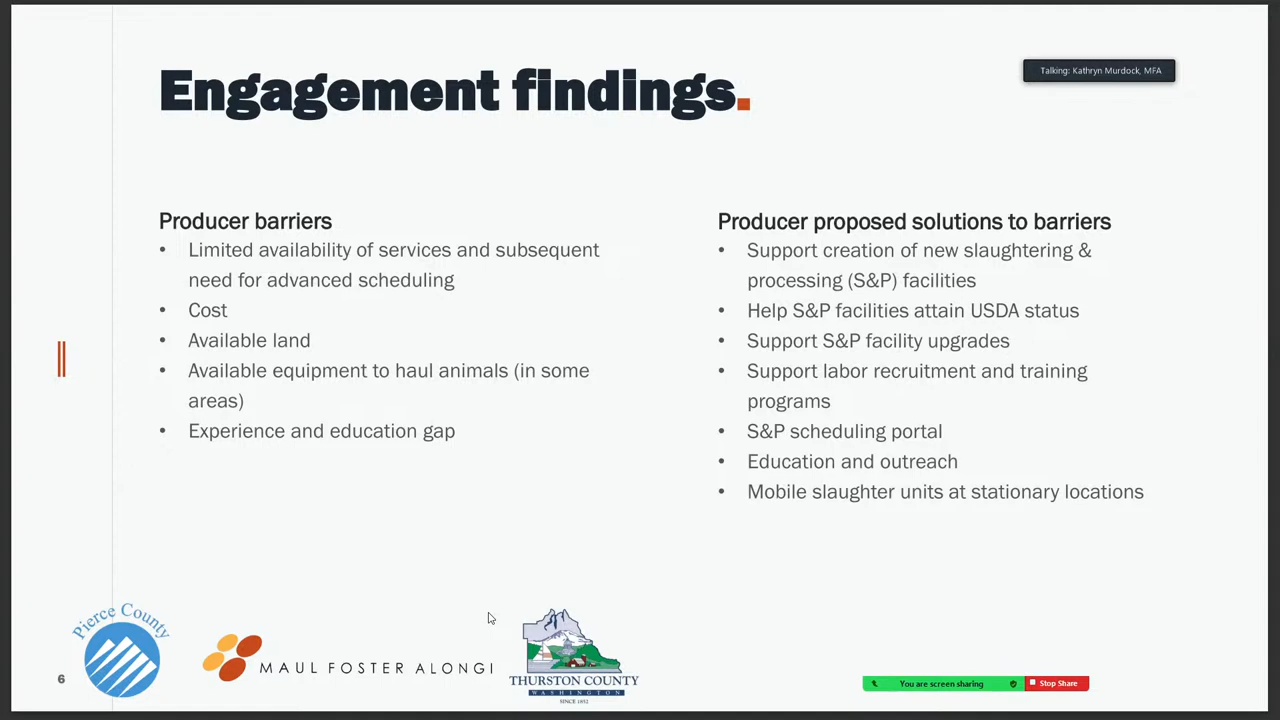 Engagement findings.
Talking: Kathryn Murdock, MFA
Producer barriers
• Limited availability of services and subsequent
need for advanced scheduling
• Cost
• Available land
• Available equipment to haul animals (in some
areas)
• Experience and education gap
Producer proposed solutions to barriers
• Support creation of new slaughtering &
processing (S&P) facilities
• Help S&P facilities attain USDA status
• Support S&P facility upgrades
• Support labor recruitment and training
programs
• S&P scheduling portal
• Education and outreach
• Mobile slaughter units at stationary locations
6
Pierce County
MAUL FOSTER ALONGI
THURSTON COUNTY
WASHINGTON
SINCE 1852
You are screen sharing
Stop Share